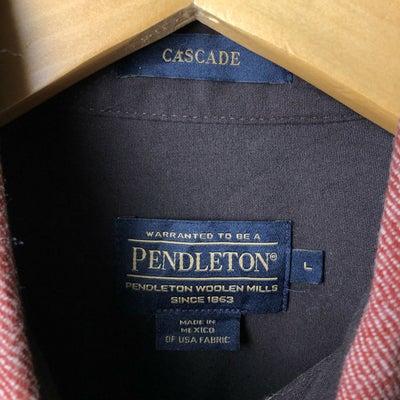 CASCADE
WARRANTED TO BE A
PENDLETON®
PENDLETON WOOLEN MILLS
SINCE 1863
L
MADE IN
MEXICO
OF USA FABRIC